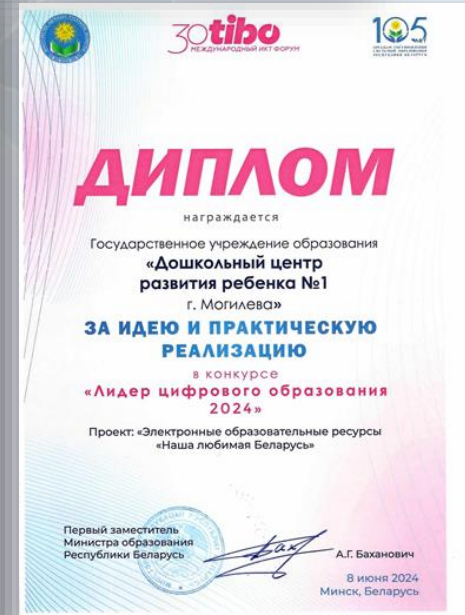 30 tibo
МЕЖДУНАРОДНЫЙ ИКТ ФОРУМ
105
ДИПЛОМ
награждается
Государственное учреждение образования
«Дошкольный центр
развития ребенка №1
г. Могилева»
ЗА ИДЕЮ И ПРАКТИЧЕСКУЮ
РЕАЛИЗАЦИЮ
в конкурсе
«Лидер цифрового образования
2024»
Проект: «Электронные образовательные ресурсы
«Наша любимая Беларусь»
Первый заместитель
Министра образования
Республики Беларусь
А.Г. Баханович
8 июня 2024
Минск, Беларусь